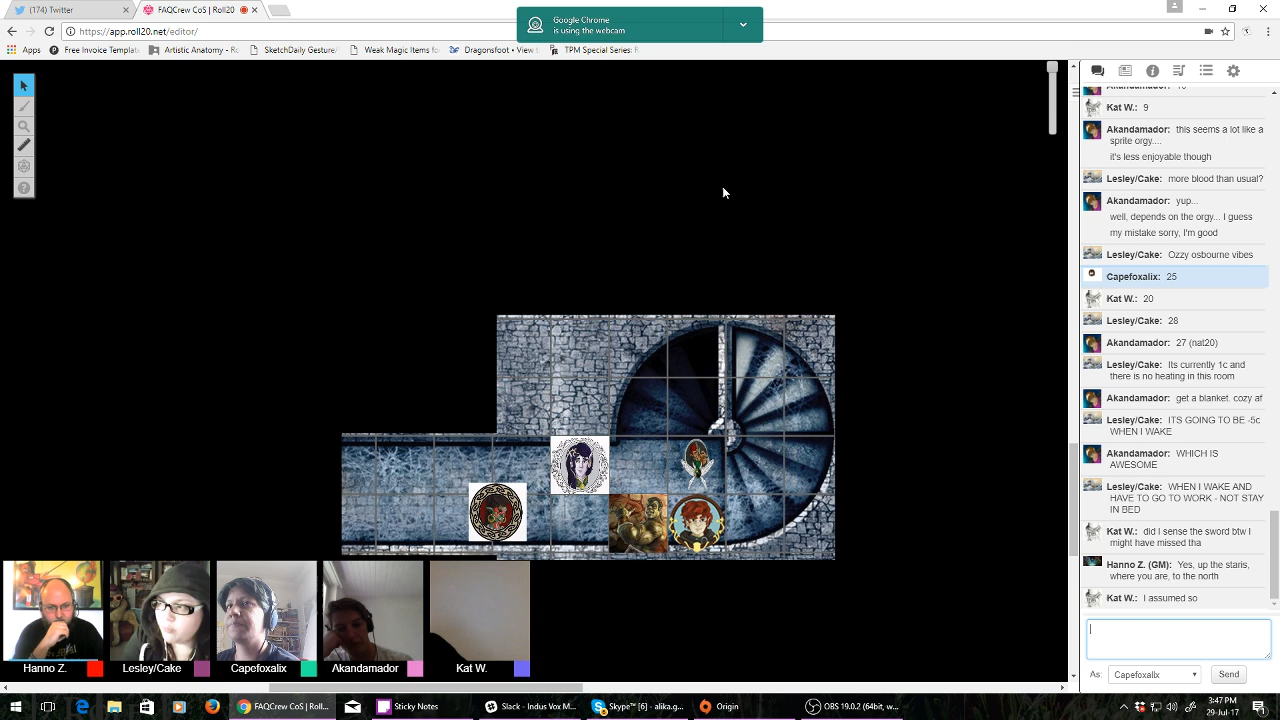 (174) Twitter
FAQCrew CoS | Roll20
Google Chrome
is using the webcam
https://app.roll20.net/editor/
Apps
Free Invoice Template
Artistic Anatomy - Ro
SketchDaily Gesture/F
Weak Magic Items for
Dragonsfoot • View t
TPM Special Series: R
Kat W.: 9
Akandamador: this seems a lot like a
sprite orgy....
it's less enjoyable though
Lesley/Cake: more blood than usual?
Akandamador: yup...
well, depends on the orgy... I guess
my mistake sorry, I'm good
Lesley/Cake: Ozzy osbourne vibes
Capefoxalix: 25
Kat W.: 20
Lesley/Cake: 28
Akandamador: 27 (nat20)
Lesley/Cake: Its currently 1c and
there is no heating in this room
Akandamador: get a blanket. cozy af
Lesley/Cake: ITS GOING TO BE -5c
WHEN I WAKE
Akandamador: WHICH IS
AWESOME
Lesley/Cake: WHEN I WAKE AND
HAVE TO GO TO WORK - NOT STAY
IN BED
Kat W.: did I sense the sword btw I
might have missed tha
Hanno Z. (GM): Yes, up the staris,
where you are, to the north
Kat W.: I assumed so
As: Capefoxalix
Send
Hanno Z.
Lesley/Cake
Capefoxalix
Akandamador
Kat W.
FAQCrew CoS | Roll...
Sticky Notes
Slack - Indus Vox M...
Skype™ [6] - alika.g...
Origin
OBS 19.0.2 (64bit, w...
3:47 PM
29-Jul-17